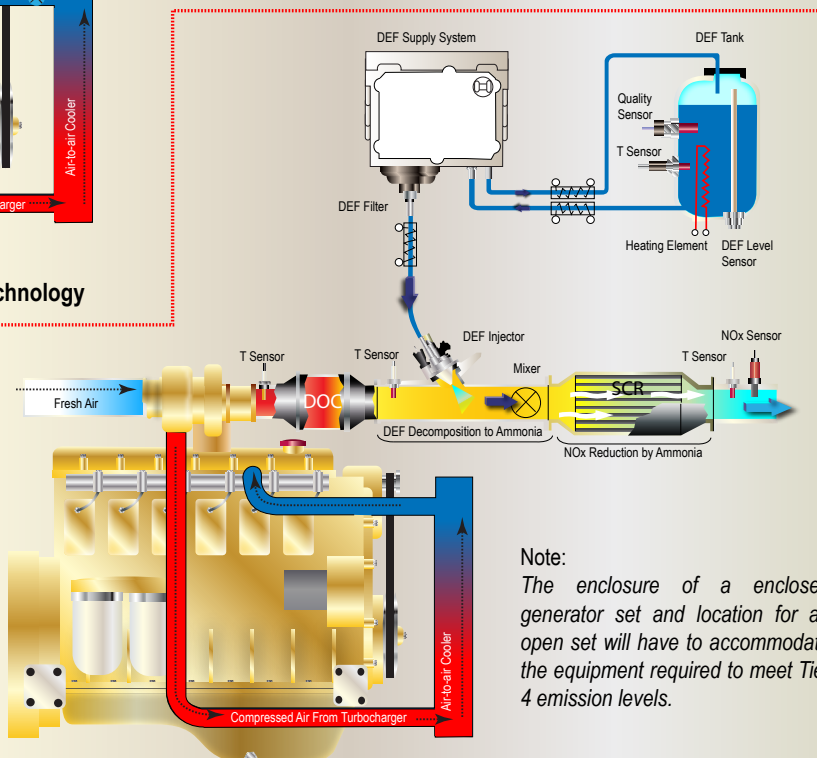 DEF Supply System
DEF Tank
Quality
Sensor
T Sensor
Air-to-air Cooler
DEF Filter
Heating Element
DEF Level
Sensor
T Sensor
T Sensor
DEF Injector
Mixer
T Sensor
NOx Sensor
Fresh Air
DOC
SCR
DEF Decomposition to Ammonia
NOx Reduction by Ammonia
Air-to-air Cooler
Compressed Air From Turbocharger
Note:
The enclosure of a enclose
generator set and location for a
open set will have to accommodat
the equipment required to meet Tie
4 emission levels.